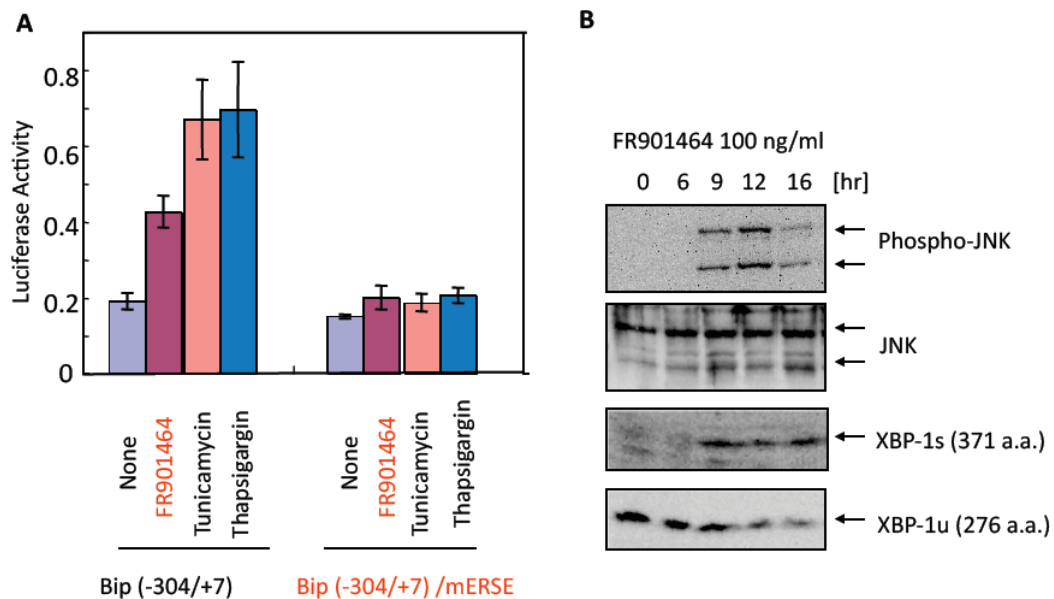 A
Luciferase Activity
0.8
0.6
0.4
0.2
0
None
FR901464
Tunicamycin
Thapsigargin
None
FR901464
Tunicamycin
Thapsigargin
Bip (-304/+7)
Bip (-304/+7) /mERSE
B
FR901464 100 ng/ml
0 6 9 12 16 [hr]
Phospho-JNK
JNK
XBP-1s (371 a.a.)
XBP-1u (276 a.a.)